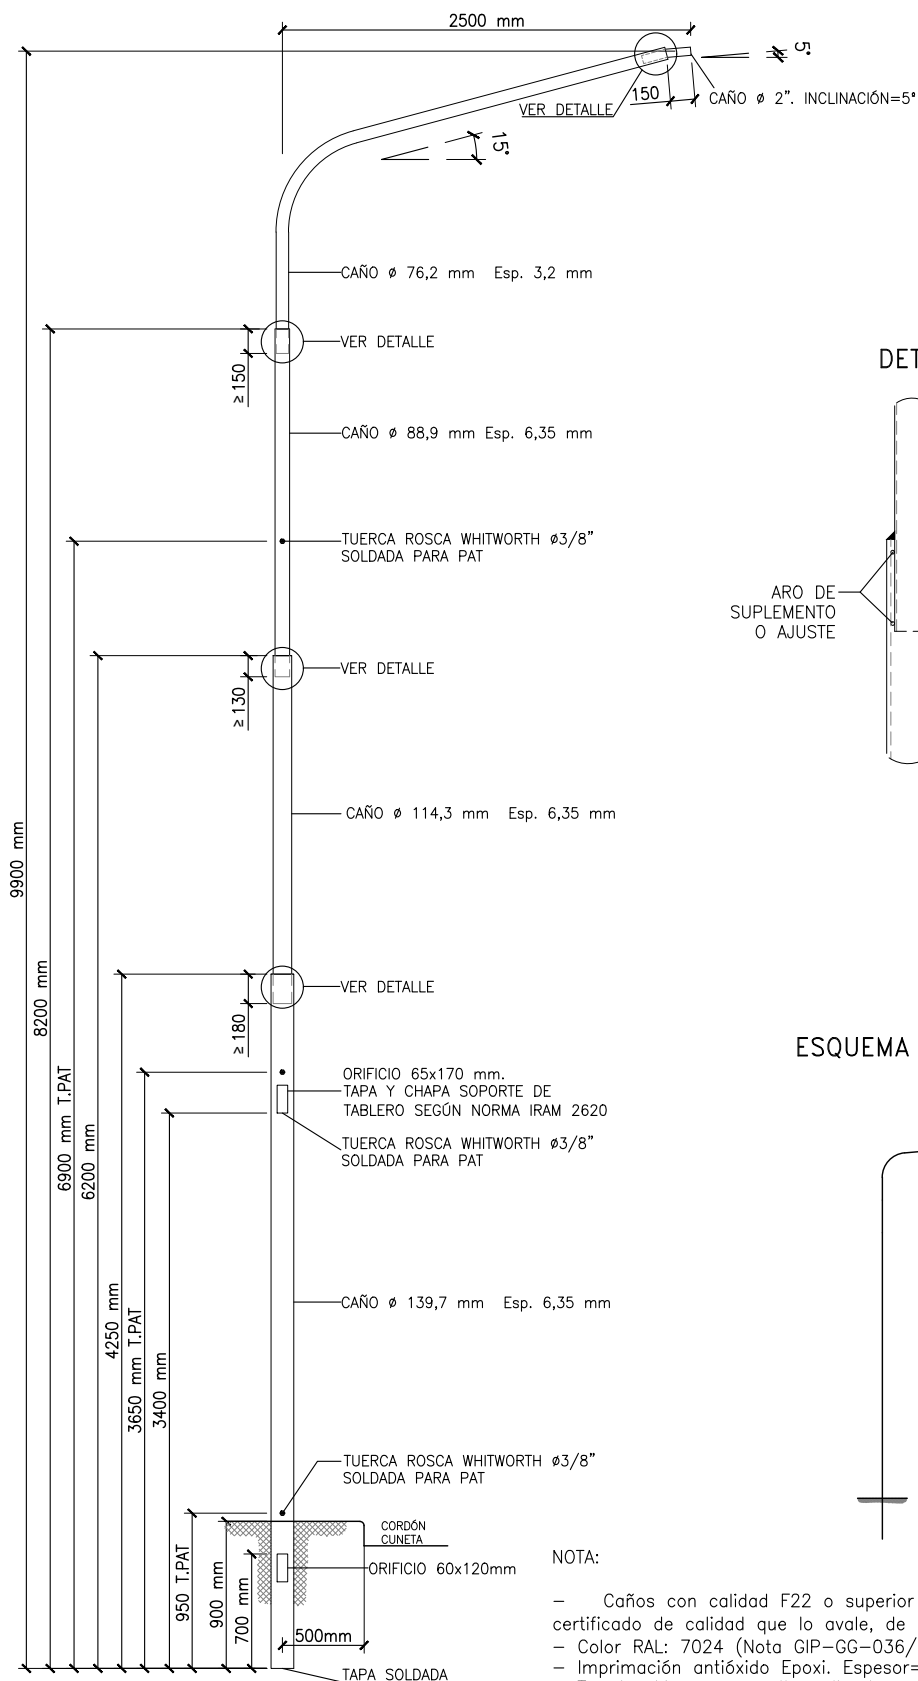 2500 mm
5°
150
CAÑO ø 2". INCLINACIÓN=5°
VER DETALLE
15°
CAÑO ø 76,2 mm Esp. 3,2 mm
VER DETALLE
≥150
DET
CAÑO ø 88,9 mm Esp. 6,35 mm
TUERCA ROSCA WHITWORTH ø3/8"
SOLDADA PARA PAT
ARO DE
SUPLEMENTO
O AJUSTE
VER DETALLE
≥130
CAÑO ø 114,3 mm Esp. 6,35 mm
9900 mm
8200 mm
6900 mm T.PAT
6200 mm
4250 mm
3650 mm T.PAT
3400 mm
VER DETALLE
≥180
ESQUEMA
ORIFICIO 65x170 mm.
TAPA Y CHAPA SOPORTE DE
TABLERO SEGÚN NORMA IRAM 2620
TUERCA ROSCA WHITWORTH ø3/8"
SOLDADA PARA PAT
CAÑO ø 139,7 mm Esp. 6,35 mm
TUERCA ROSCA WHITWORTH ø3/8"
SOLDADA PARA PAT
CORDÓN
CUNETA
ORIFICIO 60x120mm
950 T.PAT
900 mm
700 mm
500mm
TAPA SOLDADA
NOTA:
– Caños con calidad F22 o superior
certificado de calidad que lo avale, de
– Color RAL: 7024 (Nota GIP–GG–036/
– Imprimación antióxido Epoxi. Espesor=